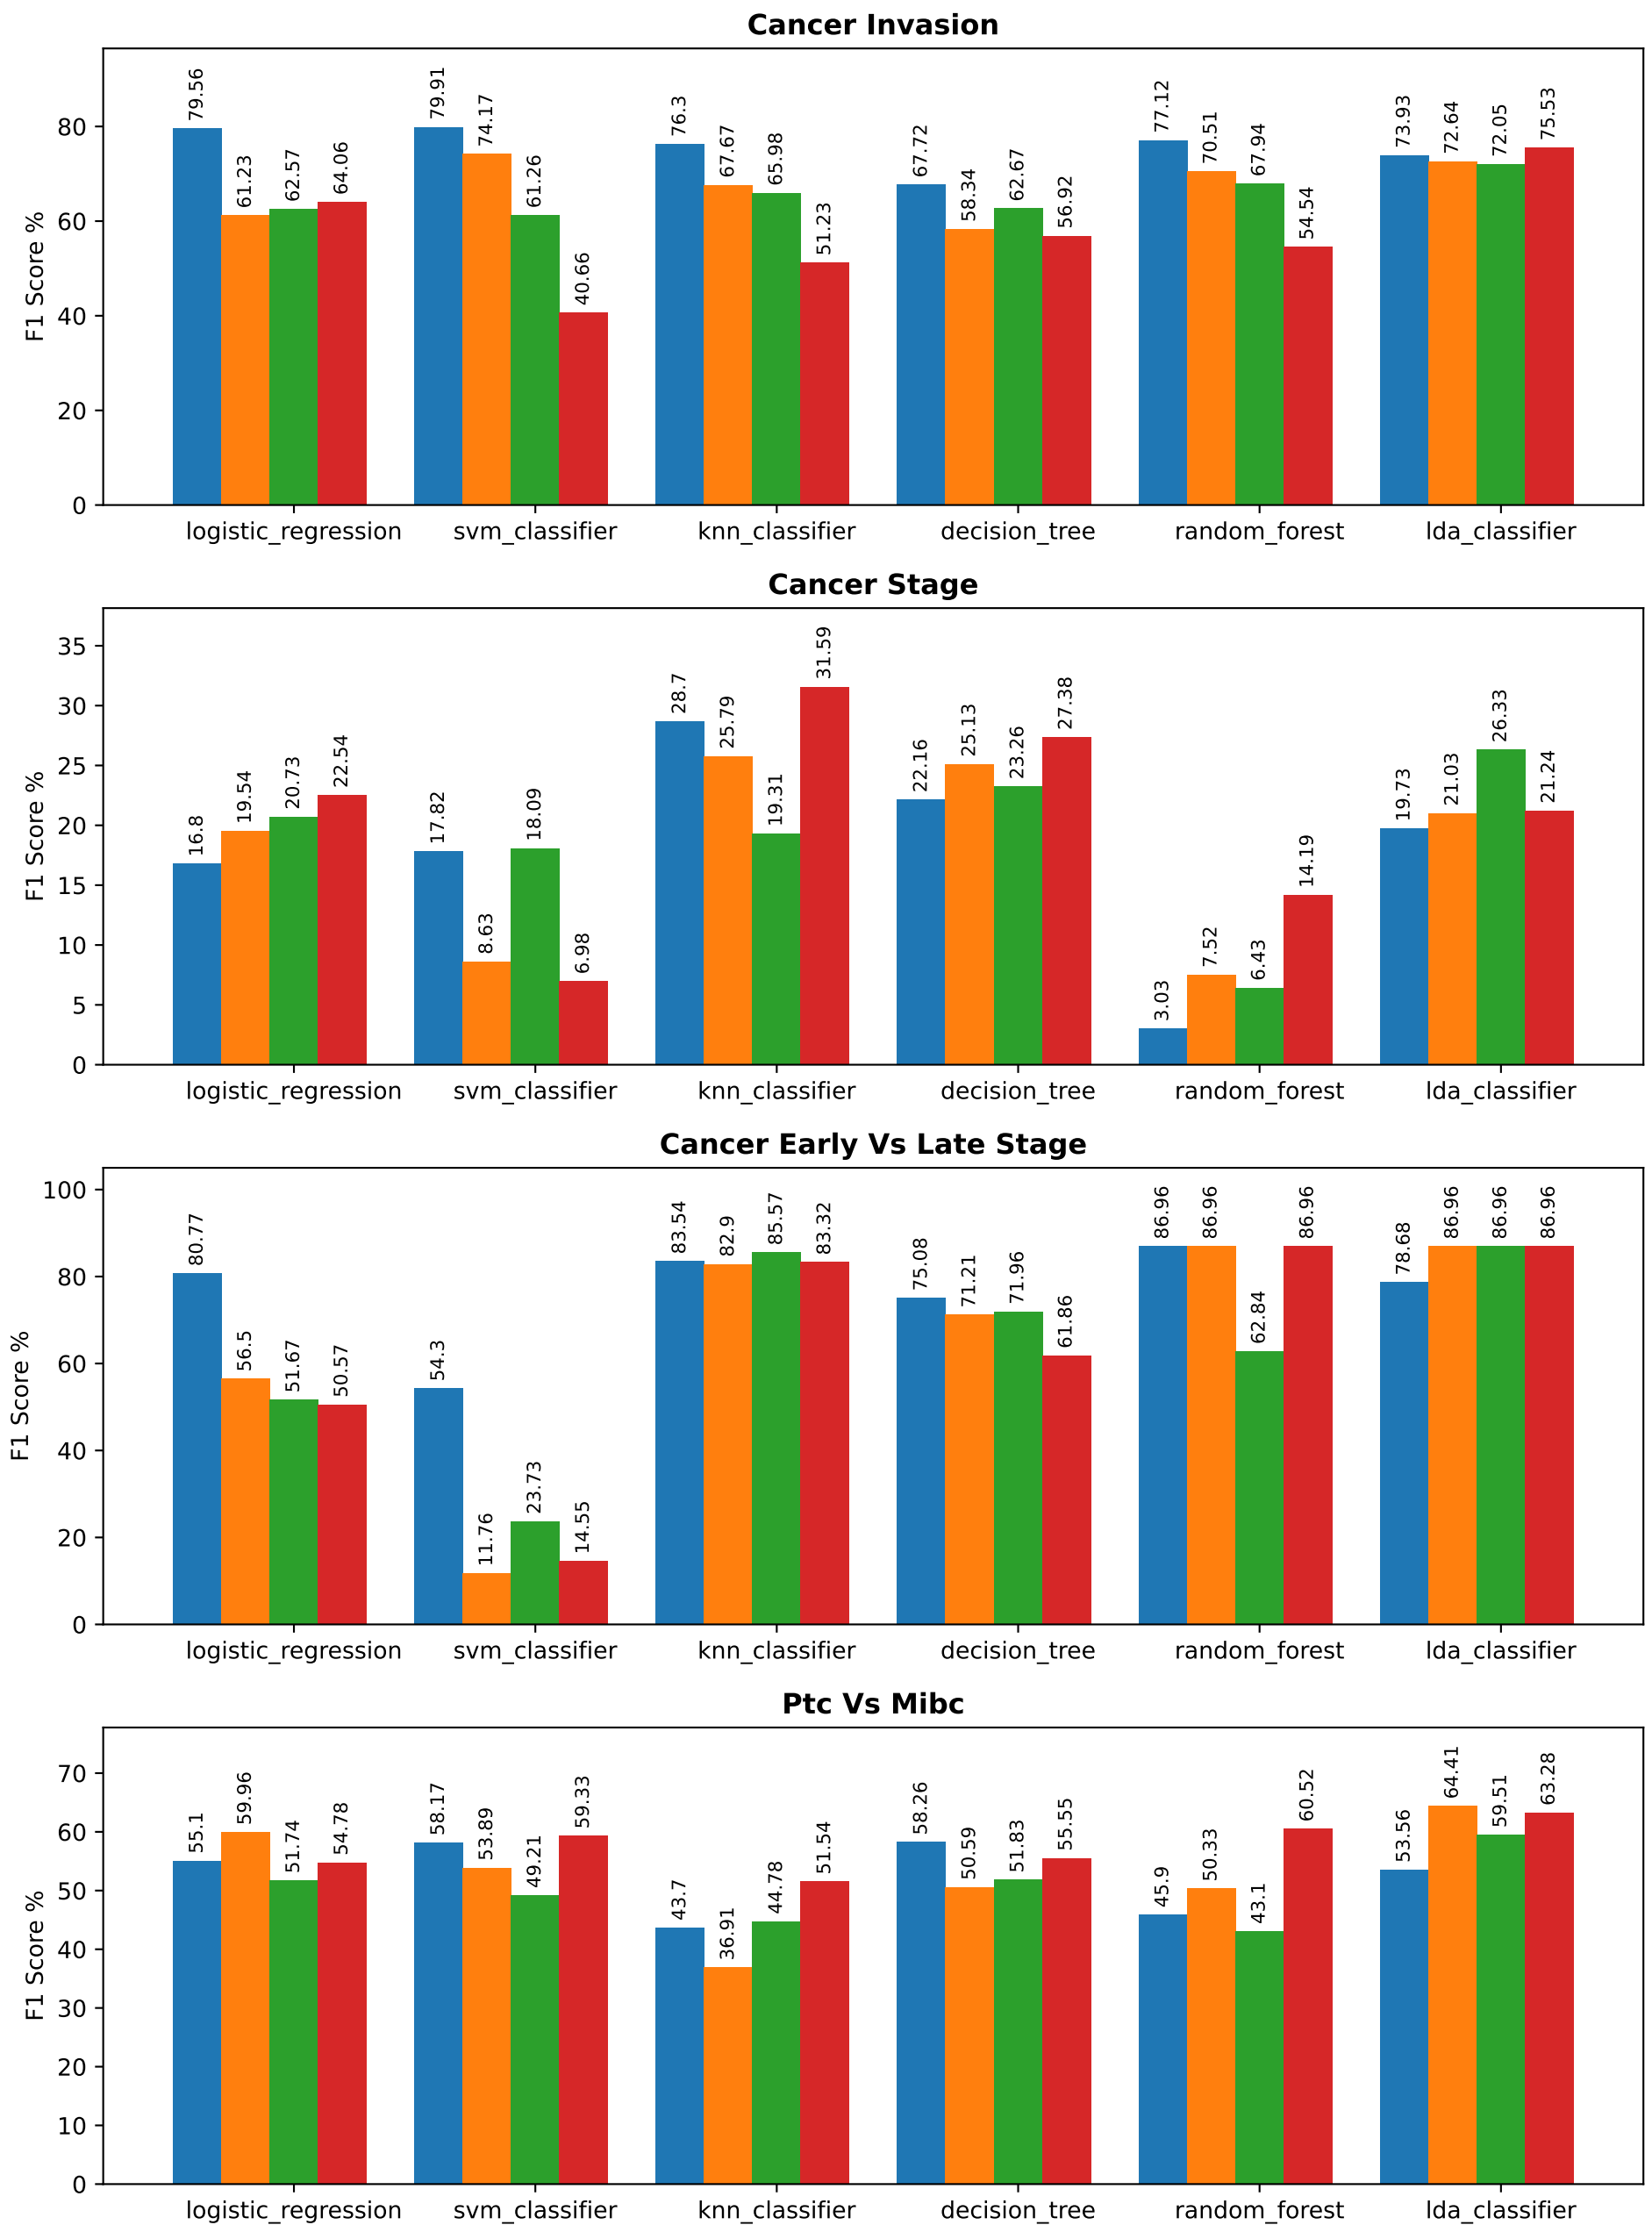 Cancer Invasion
F1 Score %
80
60
40
20
0
79.56 61.23 62.57 64.06 79.91 74.17 61.26 40.66 76.3 67.67 65.98 51.23 67.72 58.34 62.67 56.92 77.12 70.51 67.94 54.54 73.93 72.64 72.05 75.53
logistic_regression svm_classifier knn_classifier decision_tree random_forest lda_classifier
Cancer Stage
F1 Score %
35
30
25
20
15
10
5
0
16.8 19.54 20.73 22.54 17.82 8.63 18.09 6.98 28.7 25.79 19.31 31.59 22.16 25.13 23.26 27.38 3.03 7.52 6.43 14.19 19.73 21.03 26.33 21.24
logistic_regression svm_classifier knn_classifier decision_tree random_forest lda_classifier
Cancer Early Vs Late Stage
F1 Score %
100
80
60
40
20
0
80.77 56.5 51.67 50.57 54.3 11.76 23.73 14.55 83.54 82.9 85.57 83.32 75.08 71.21 71.96 61.86 86.96 86.96 62.84 86.96 78.68 86.96 86.96 86.96
logistic_regression svm_classifier knn_classifier decision_tree random_forest lda_classifier
Ptc Vs Mibc
F1 Score %
70
60
50
40
30
20
10
0
55.1 59.96 51.74 54.78 58.17 53.89 49.21 59.33 43.7 36.91 44.78 51.54 58.26 50.59 51.83 55.55 45.9 50.33 43.1 60.52 53.56 64.41 59.51 63.28
logistic_regression svm_classifier knn_classifier decision_tree random_forest lda_classifier